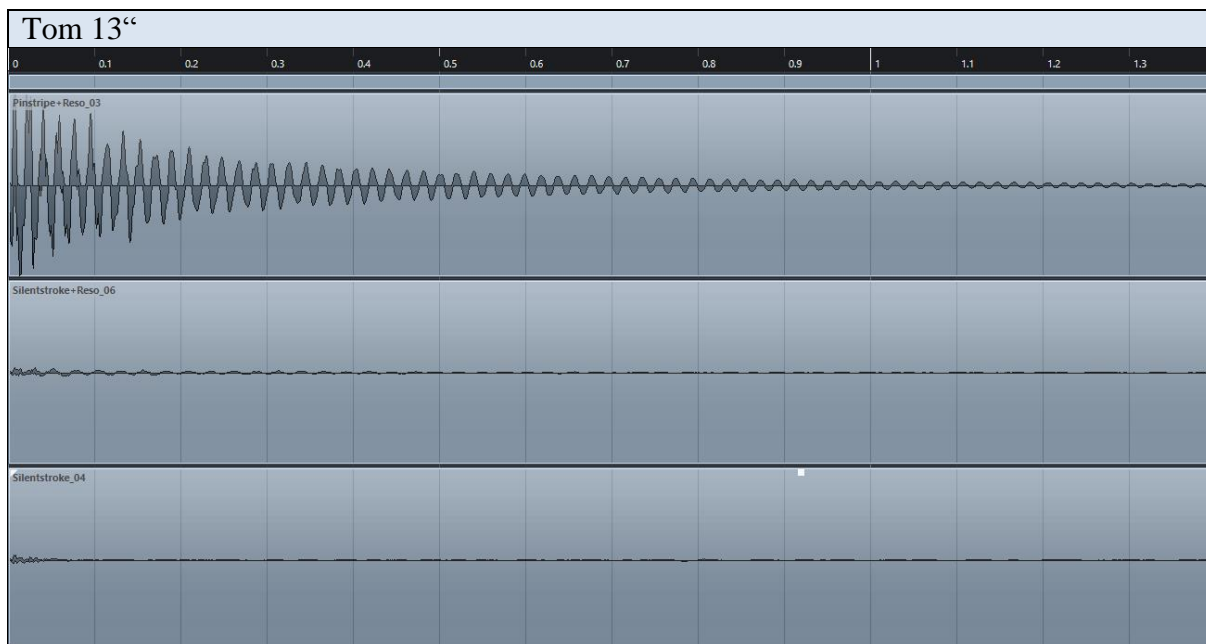 Tom 13“
0 0.1 0.2 0.3 0.4 0.5 0.6 0.7 0.8 0.9 1 1.1 1.2 1.3
Pinstripe+Reso_03
Silentstroke+Reso_06
Silentstroke_04